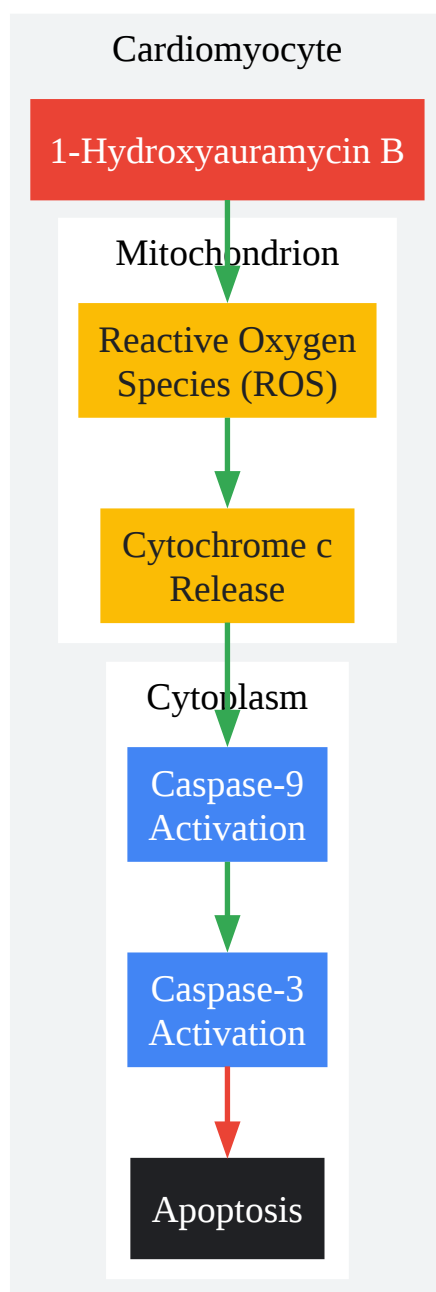 Cardiomyocyte
1-Hydroxyauramycin B
Mitochondrion
Reactive Oxygen
Species (ROS)
Cytochrome c
Release
Cytoplasm
Caspase-9
Activation
Caspase-3
Activation
Apoptosis